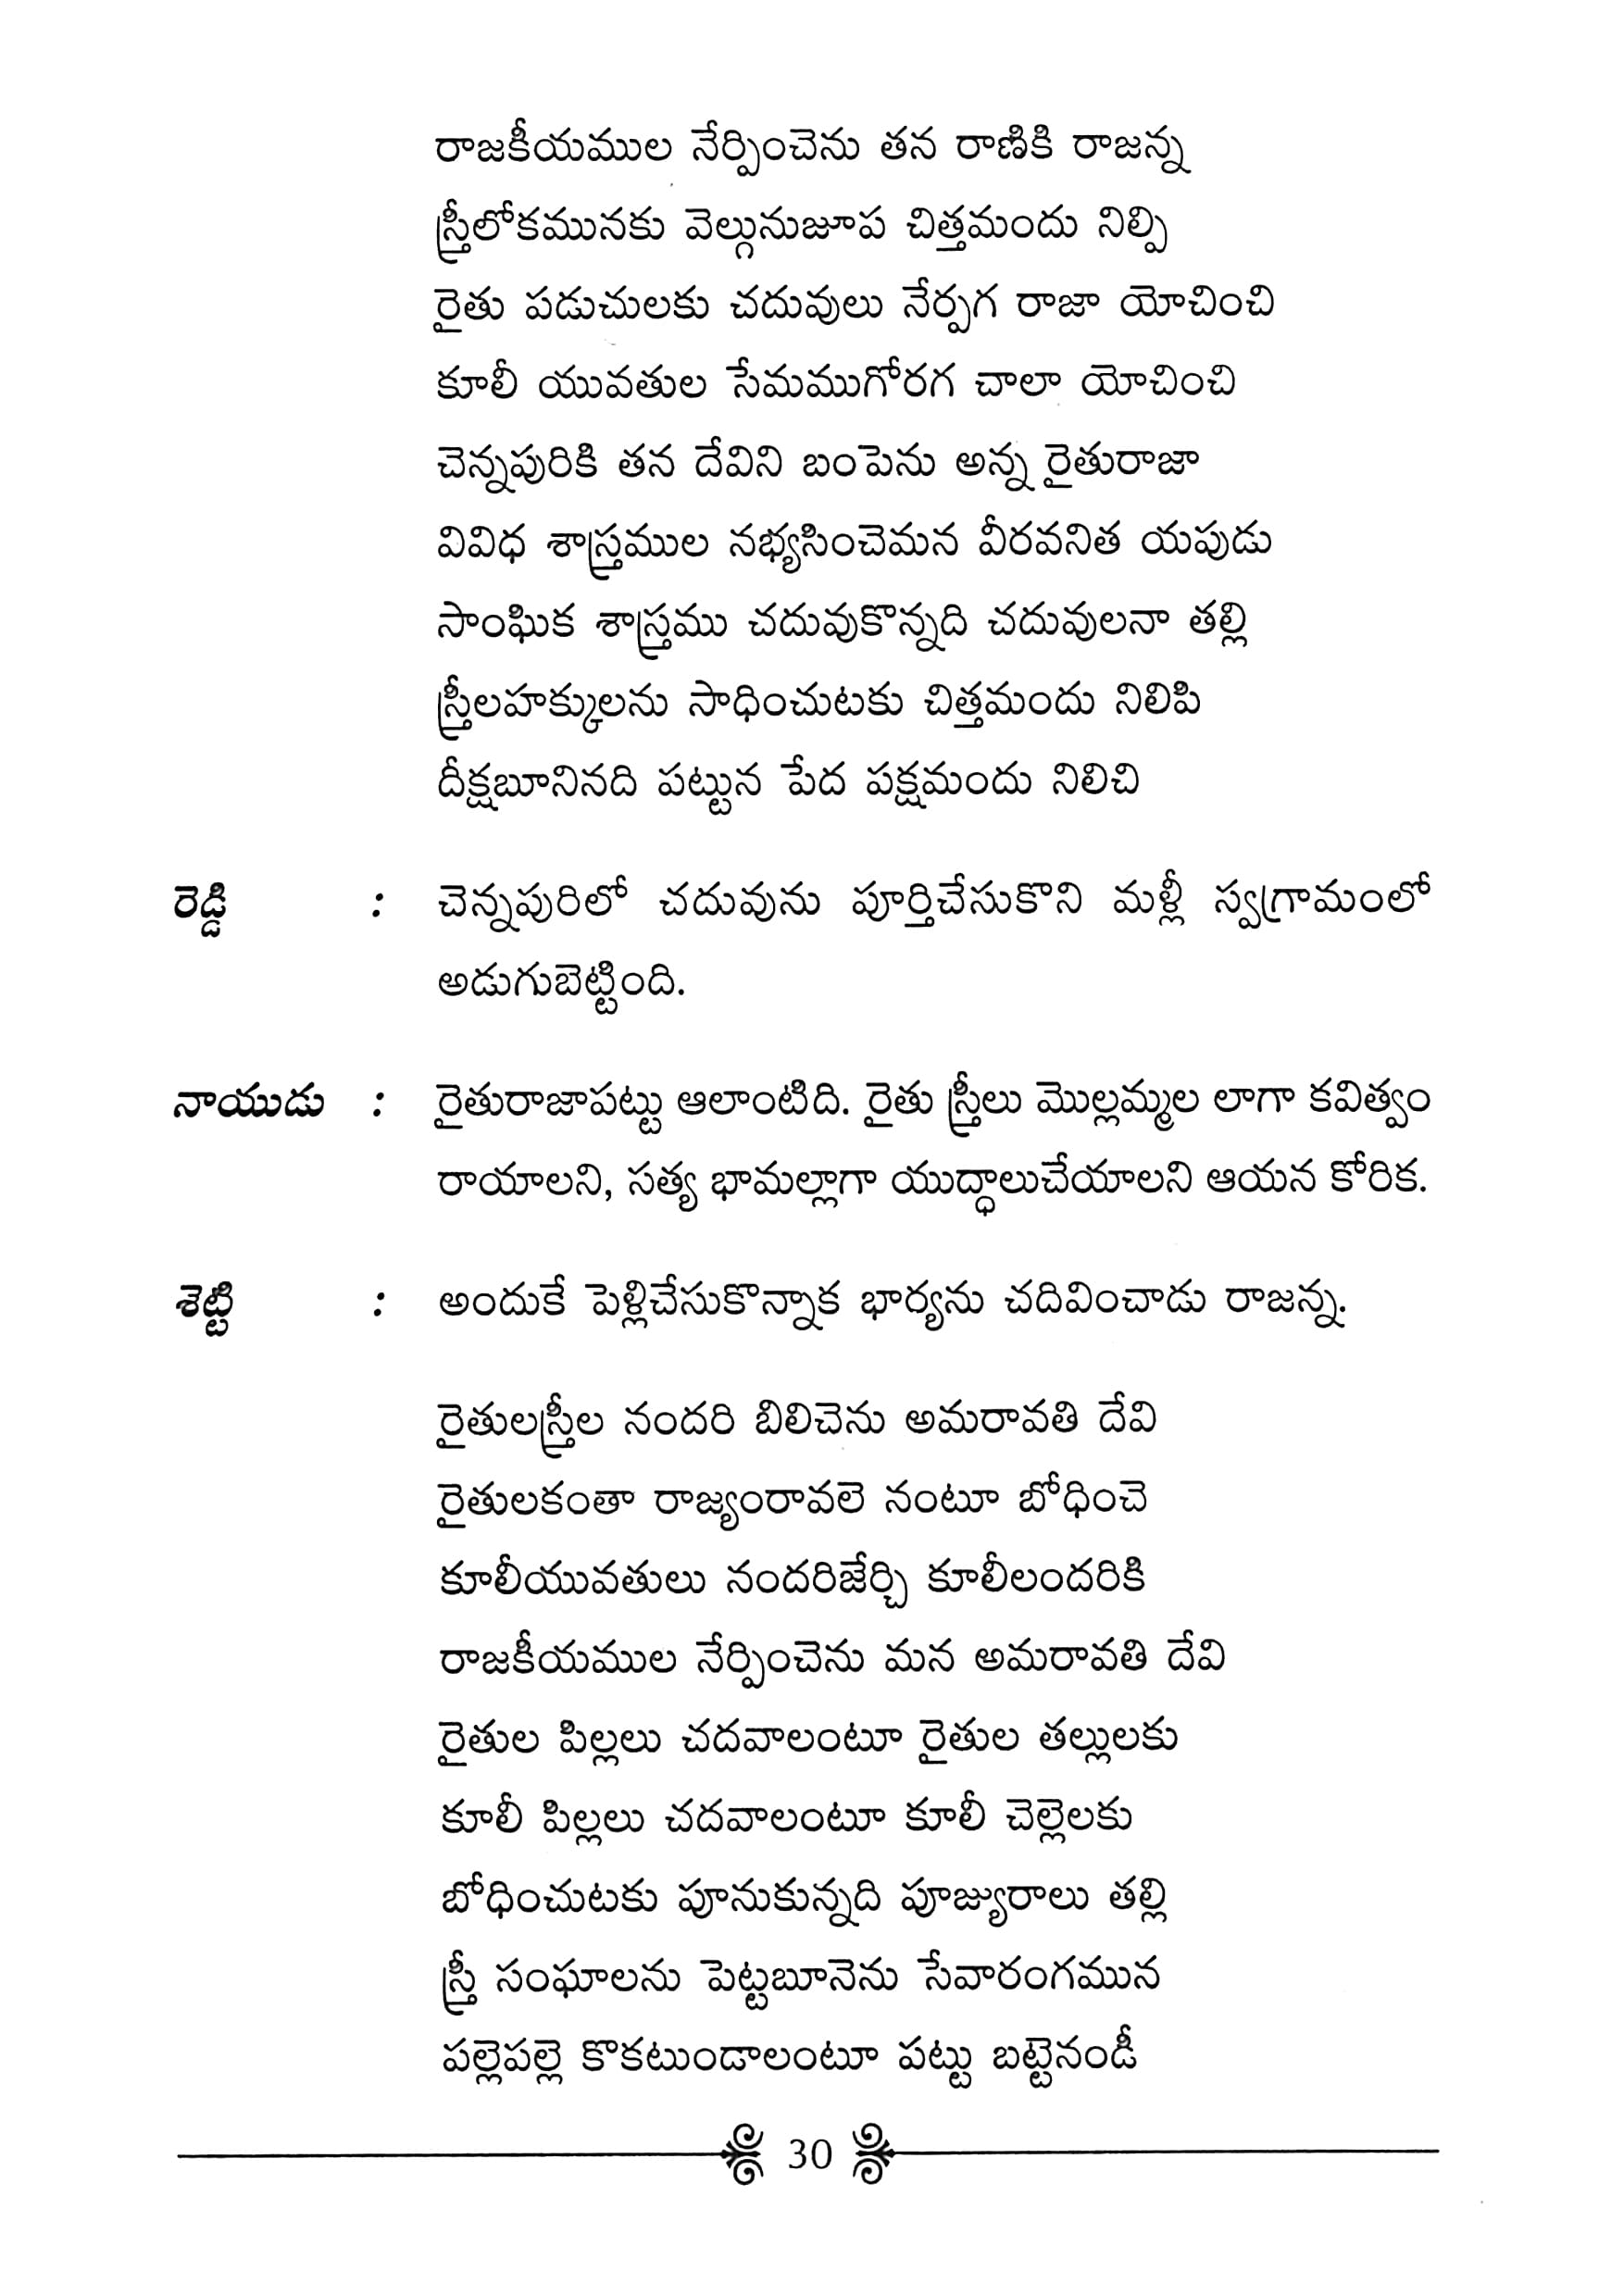 రాజకీయముల నేర్పించెను తన రాణికి రాజన్న
స్త్రీలోకమునకు వెల్గునుజూప చిత్తమందు నిల్పి
రైతు పడుచులకు చదువులు నేర్పగ రాజా యోచించి
కూలీ యువతుల సేమముగోరగ చాలా యోచించి
చెన్నపురికి తన దేవిని బంపెను అన్న రైతురాజా
వివిధ శాస్త్రముల నభ్యసించెమన వీరవనిత యపుడు
సాంఘిక శాస్త్రము చదువుకొన్నది చదువులనా తల్లి
స్త్రీలహక్కులను సాధించుటకు చిత్తమందు నిలిపి
దీక్షబూనినది పట్టున పేద పక్షమందు నిలిచి
రెడ్డి : చెన్నపురిలో చదువును పూర్తిచేసుకొని మళ్లీ స్వగ్రామంలో
అడుగుబెట్టింది.
నాయుడు : రైతురాజాపట్టు ఆలాంటిది. రైతు స్త్రీలు మొల్లమ్మల లాగా కవిత్వం
రాయాలని, సత్య భామల్లాగా యుద్ధాలుచేయాలని ఆయన కోరిక.
శెట్టి : అందుకే పెళ్లిచేసుకొన్నాక భార్యను చదివించాడు రాజన్న.
రైతులస్త్రీల నందరి బిలిచెను అమరావతి దేవి
రైతులకంతా రాజ్యంరావలె నంటూ బోధించె
కూలీయువతులు నందరిజేర్చి కూలీలందరికి
రాజకీయముల నేర్పించెను మన అమరావతి దేవి
రైతుల పిల్లలు చదవాలంటూ రైతుల తల్లులకు
కూలీ పిల్లలు చదవాలంటూ కూలీ చెల్లెలకు
బోధించుటకు పూనుకున్నది పూజ్యురాలు తల్లి
స్త్రీ సంఘాలను పెట్టబూనెను సేవారంగమున
పల్లెపల్లె కొకటుండాలంటూ పట్టు బట్టెనండీ
30